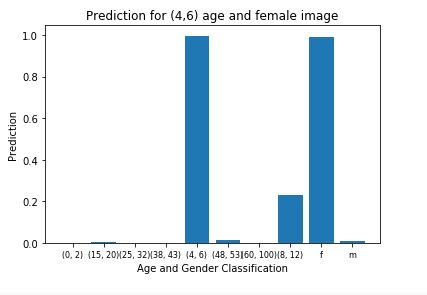 Prediction for (4,6) age and female image
1.0
0.8
0.6
0.4
0.2
0.0
Prediction
(0, 2) (15, 20)(25, 32)(38, 43) (4, 6) (48, 53)(60, 100)(8, 12) f m
Age and Gender Classification